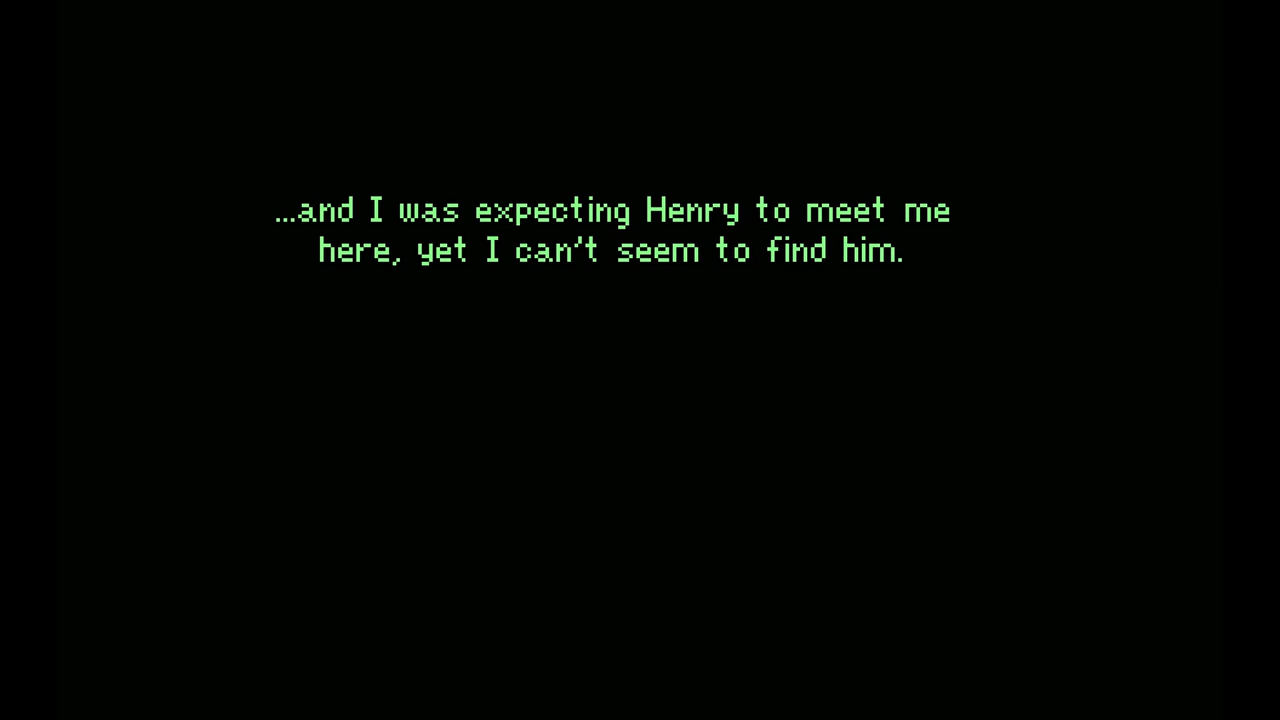 ...and I was expecting Henry to meet me
here, yet I can't seem to find him.